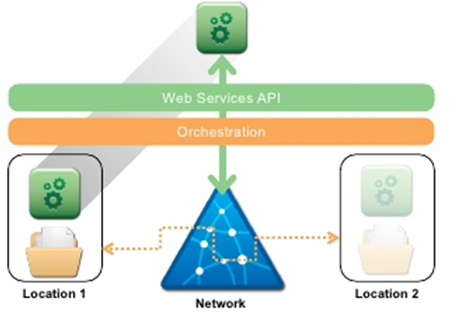 Web Services API
Orchestration
Location 1
Network
Location 2